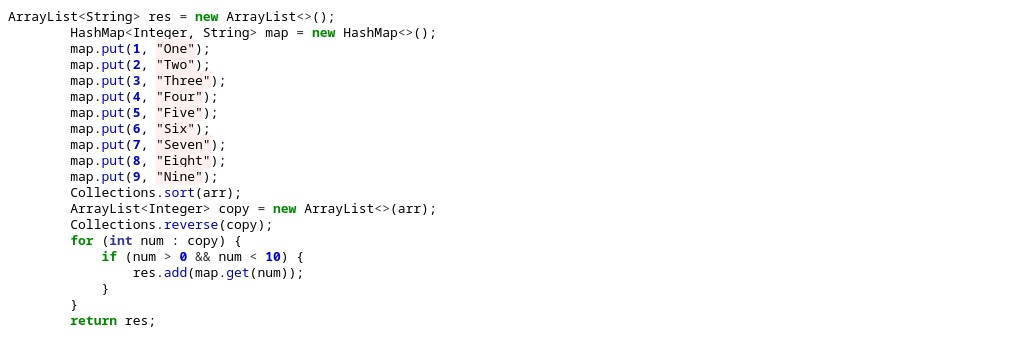 ArrayList<String> res = new ArrayList<>();
        HashMap<Integer, String> map = new HashMap<>();
        map.put(1, "One");
        map.put(2, "Two");
        map.put(3, "Three");
        map.put(4, "Four");
        map.put(5, "Five");
        map.put(6, "Six");
        map.put(7, "Seven");
        map.put(8, "Eight");
        map.put(9, "Nine");
        Collections.sort(arr);
        ArrayList<Integer> copy = new ArrayList<>(arr);
        Collections.reverse(copy);
        for (int num : copy) {
            if (num > 0 && num < 10) {
                res.add(map.get(num));
            }
        }
        return res;